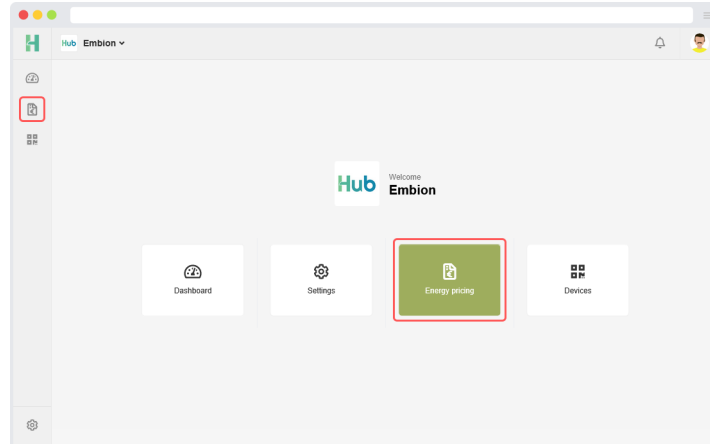 Hub Embion
Welcome
Hub Embion
Dashboard Settings Energy pricing Devices